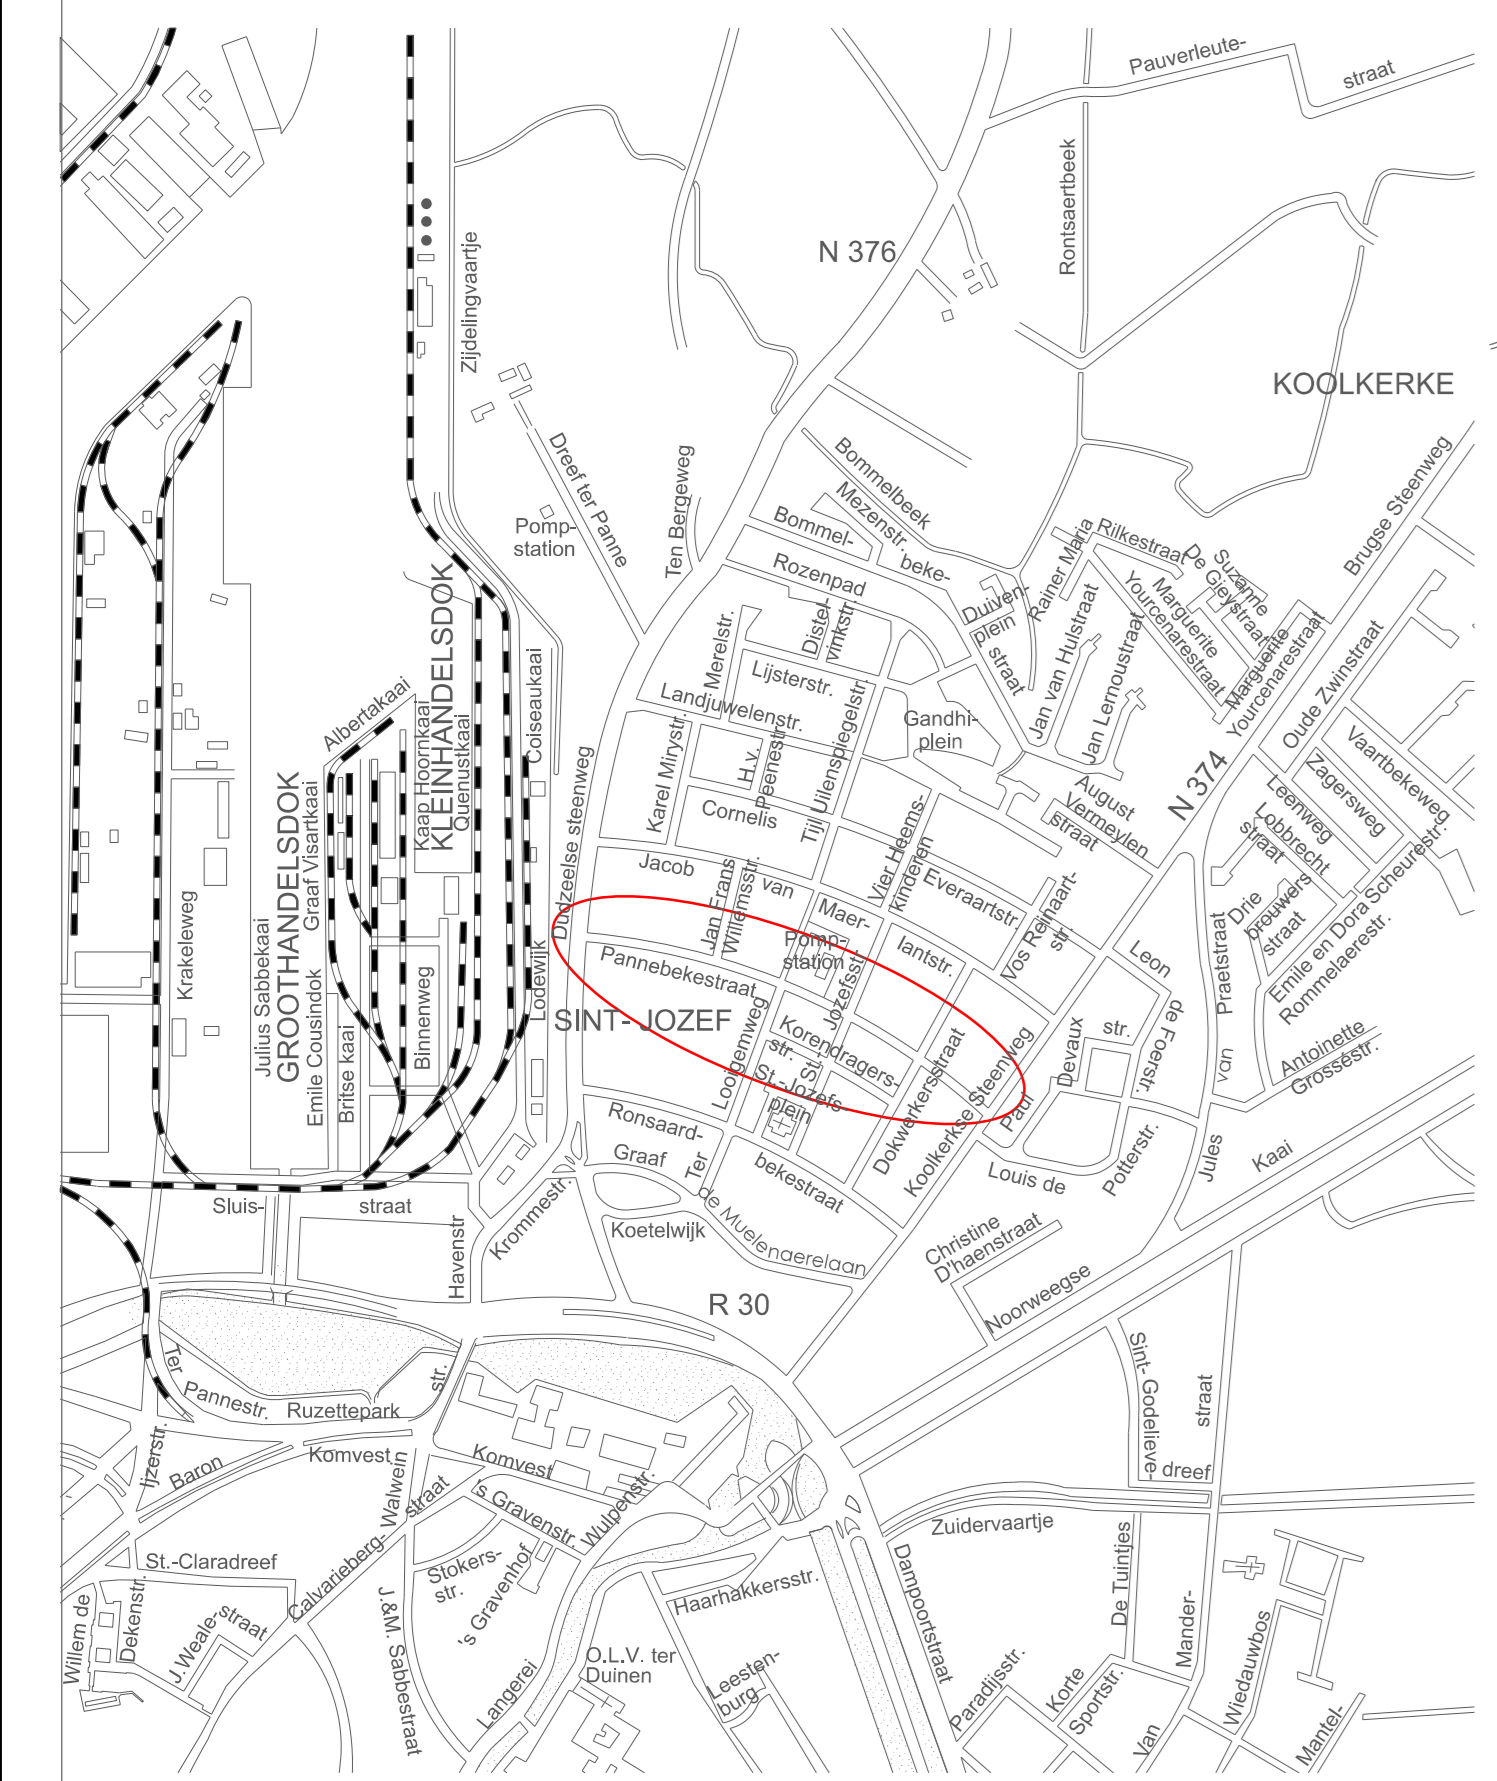 Pauverleute-
straat
Rontsaertbeek
N 376
Zijdelingvaartje
KOOLKERKE
Brugse Steenweg
Bommelbeek
Mezenstr.
Bommel-
beke-
straat
Dreef ter Panne
Ten Bergeweg
Pomp-
station
Rozenpad
Rainer Maria
Rilkestraat
Suzanne
De Gieystraat
Marguerite
Yourcenarestraat
Marguerite
Yourcenarestraat
Duiven-
plein
Distel-
vinkstr.
Merelstr.
Lijsterstr.
Landjuwelenstr.
Jan van Hulstraat
Jan Lernoustraat
Oude Zwinstraat
Vaartbekeweg
Zagersweg
Leenweg
Lobbrecht
straat
Gandhi-
plein
KLEINHANDELSDOK
Kaap Hoornkaai
Quenustkaai
Colseaukaai
Albertakaai
Karel Mirystr.
H.v.
Peenestr.
Tijl Uilenspiegelstr.
Cornelis
Everaartstr.
August
Vermeylen
straat
N 374
Dudzeelse steenweg
Jacob
van
Maer-
lantstr.
Jan Frans
Willemsstr.
Vier Heems-
kinderen
Vos Reinaart-
str.
Drie
brouwers
straat
Emile en Dora Scheurestr.
Rommelaerestr.
GROOTHANDELSDOK
Graaf Visartkaai
Julius Sabbekaai
Emile Cousindok
Britse kaai
Binnenweg
Krakeleweg
Lodewijk
Pannebekestraat
Pomp-
station
SINT- JOZEF
St.-
Jozefsstr.
Korendragers-
str.
St.-Jozefs-
plein
Looigemweg
Ter
Dokwerkersstraat
Koolkerkse Steenweg
Leon
de Foerstr.
Paul
Devaux
str.
Jules
van
Praetstraat
Antoinette
Grosséstr.
Ronsaard-
bekestraat
Graaf
de Muelenaerelaan
Louis de
Potterstr.
Kaai
Noorweegse
Christine
D'haenstraat
Sluis-
straat
Havenstr
Krommestr.
Koetelwijk
R 30
Ter
Pannestr.
Ruzettepark
str.
Komvest
Komvest
Ijzerstr.
Baron
Walwein
's Gravenstr.
Wulpenstr.
Sint- Godelieve-
dreef
straat
Zuidervaartje
De Tuintjes
Dampoortstraat
St.-Claradreef
Calvarieberg-
straat
Stokers-
str.
's Gravenhof
Haarhakkersstr.
Willem de
Dekenstr.
J.Weale-
straat
J.&M. Sabbestraat
Langerei
O.L.V. ter
Duinen
Leesten-
burg
Paradijsstr.
Korte
Sportstr.
Van
Mander-
Wiedauwbos
Mantel-